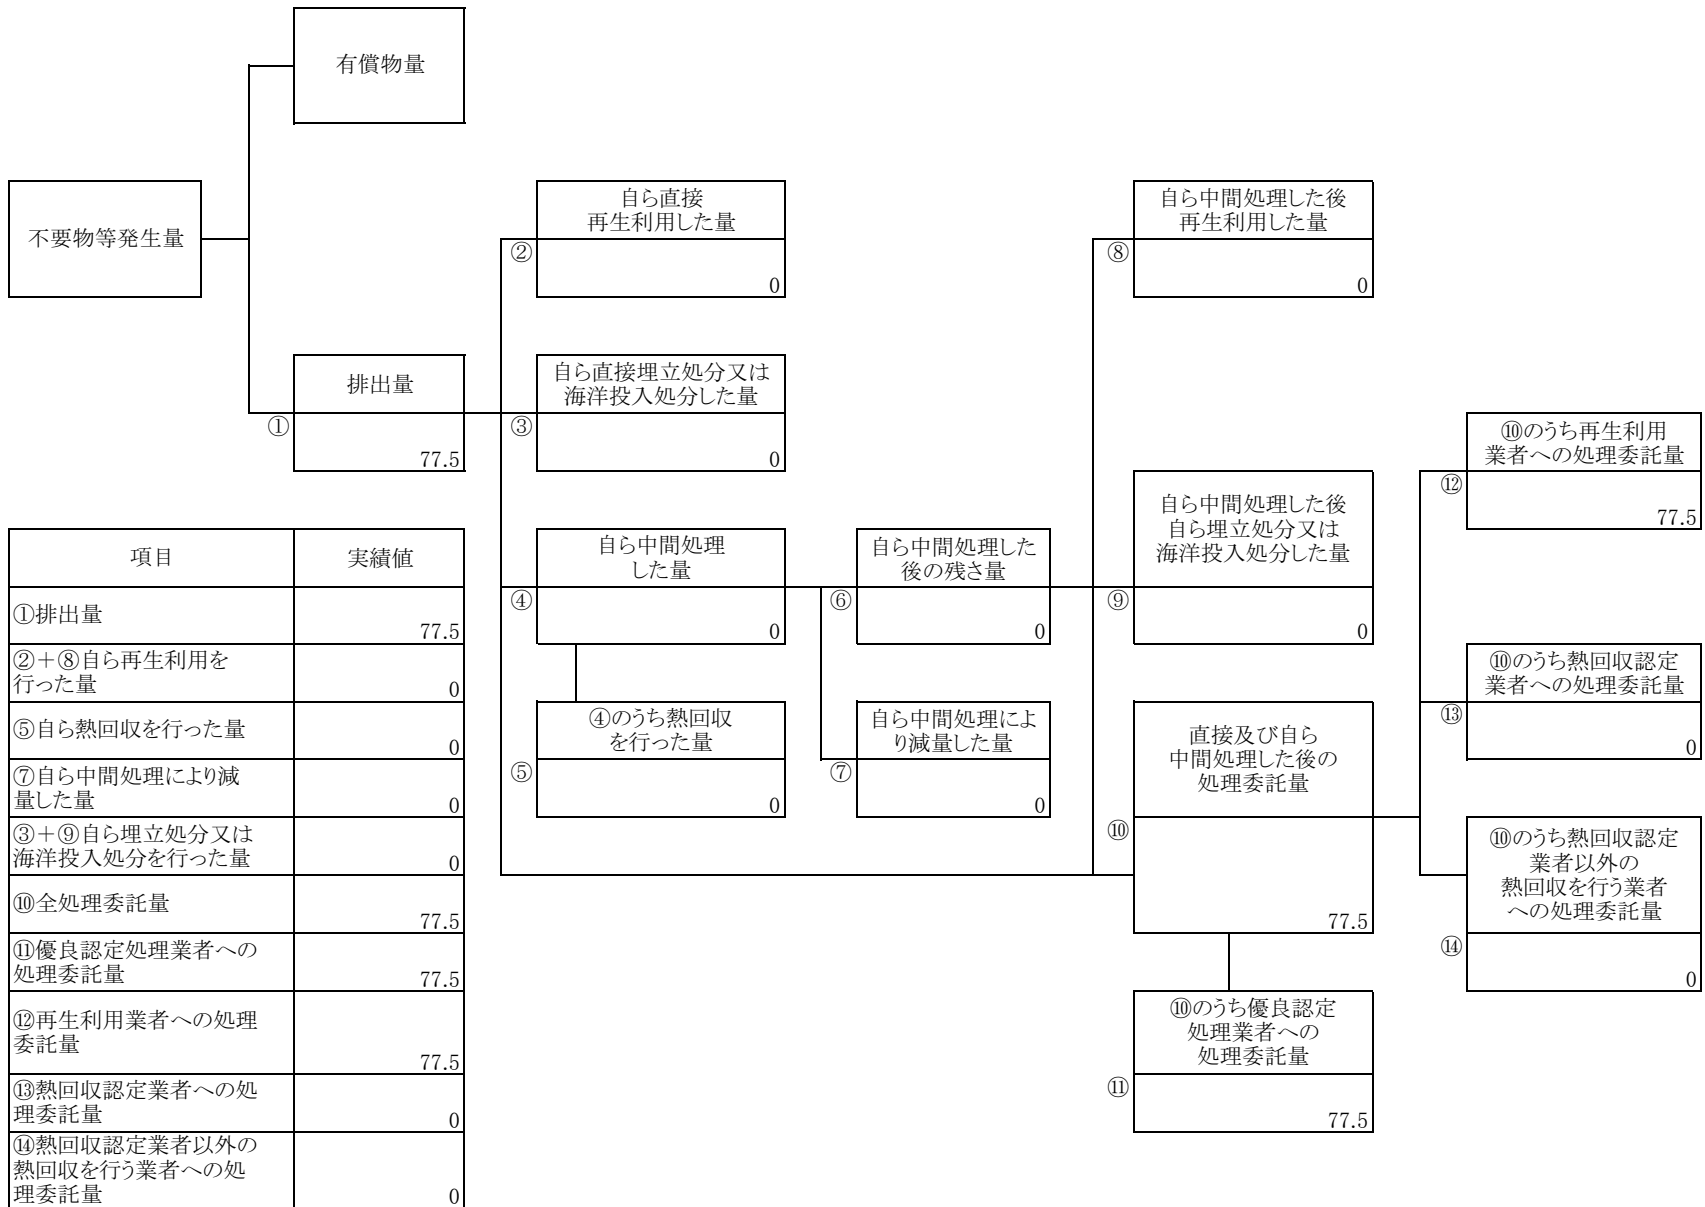 有償物量
不要物等発生量
自ら直接
再生利用した量
②
0
自ら中間処理した後
再生利用した量
⑧
0
排出量
①
77.5
自ら直接埋立処分又は
海洋投入処分した量
③
0
⑩のうち再生利用
業者への処理委託量
⑫
77.5
自ら中間処理
した量
④
0
自ら中間処理した
後の残さ量
⑥
0
自ら中間処理した後
自ら埋立処分又は
海洋投入処分した量
⑨
0
⑩のうち熱回収認定
業者への処理委託量
⑬
0
④のうち熱回収
を行った量
⑤
0
自ら中間処理によ
り減量した量
⑦
0
直接及び自ら
中間処理した後の
処理委託量
⑩
77.5
⑩のうち熱回収認定
業者以外の
熱回収を行う業者
への処理委託量
⑭
0
⑩のうち優良認定
処理業者への
処理委託量
⑪
77.5
項目 実績値
①排出量
77.5
②＋⑧自ら再生利用を
行った量
0
⑤自ら熱回収を行った量
0
⑦自ら中間処理により減
量した量
0
③＋⑨自ら埋立処分又は
海洋投入処分を行った量
0
⑩全処理委託量
77.5
⑪優良認定処理業者への
処理委託量
77.5
⑫再生利用業者への処理
委託量
77.5
⑬熱回収認定業者への処
理委託量
0
⑭熱回収認定業者以外の
熱回収を行う業者への処
理委託量
0